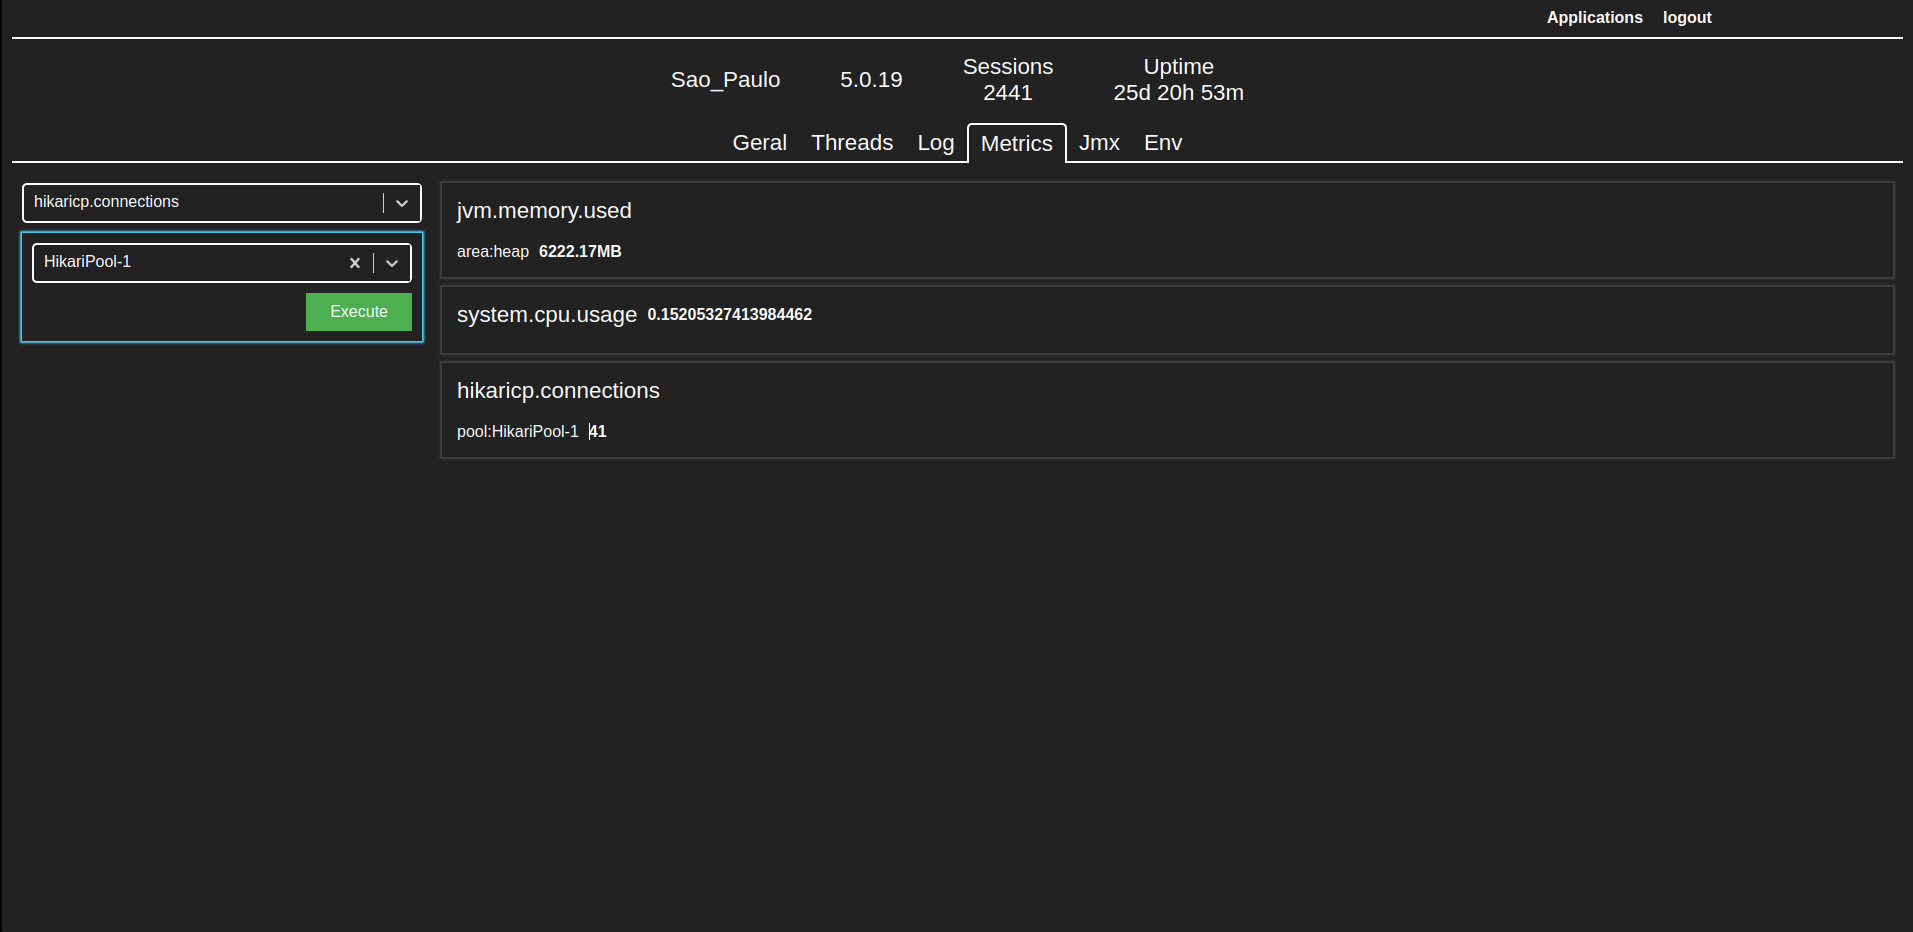 Applications logout
Sao_Paulo 5.0.19 Sessions Uptime
2441 25d 20h 53m
Geral Threads Log Metrics Jmx Env
hikaricp.connections
HikariPool-1
Execute
jvm.memory.used
area:heap 6222.17MB
system.cpu.usage 0.15205327413984462
hikaricp.connections
pool:HikariPool-1 41